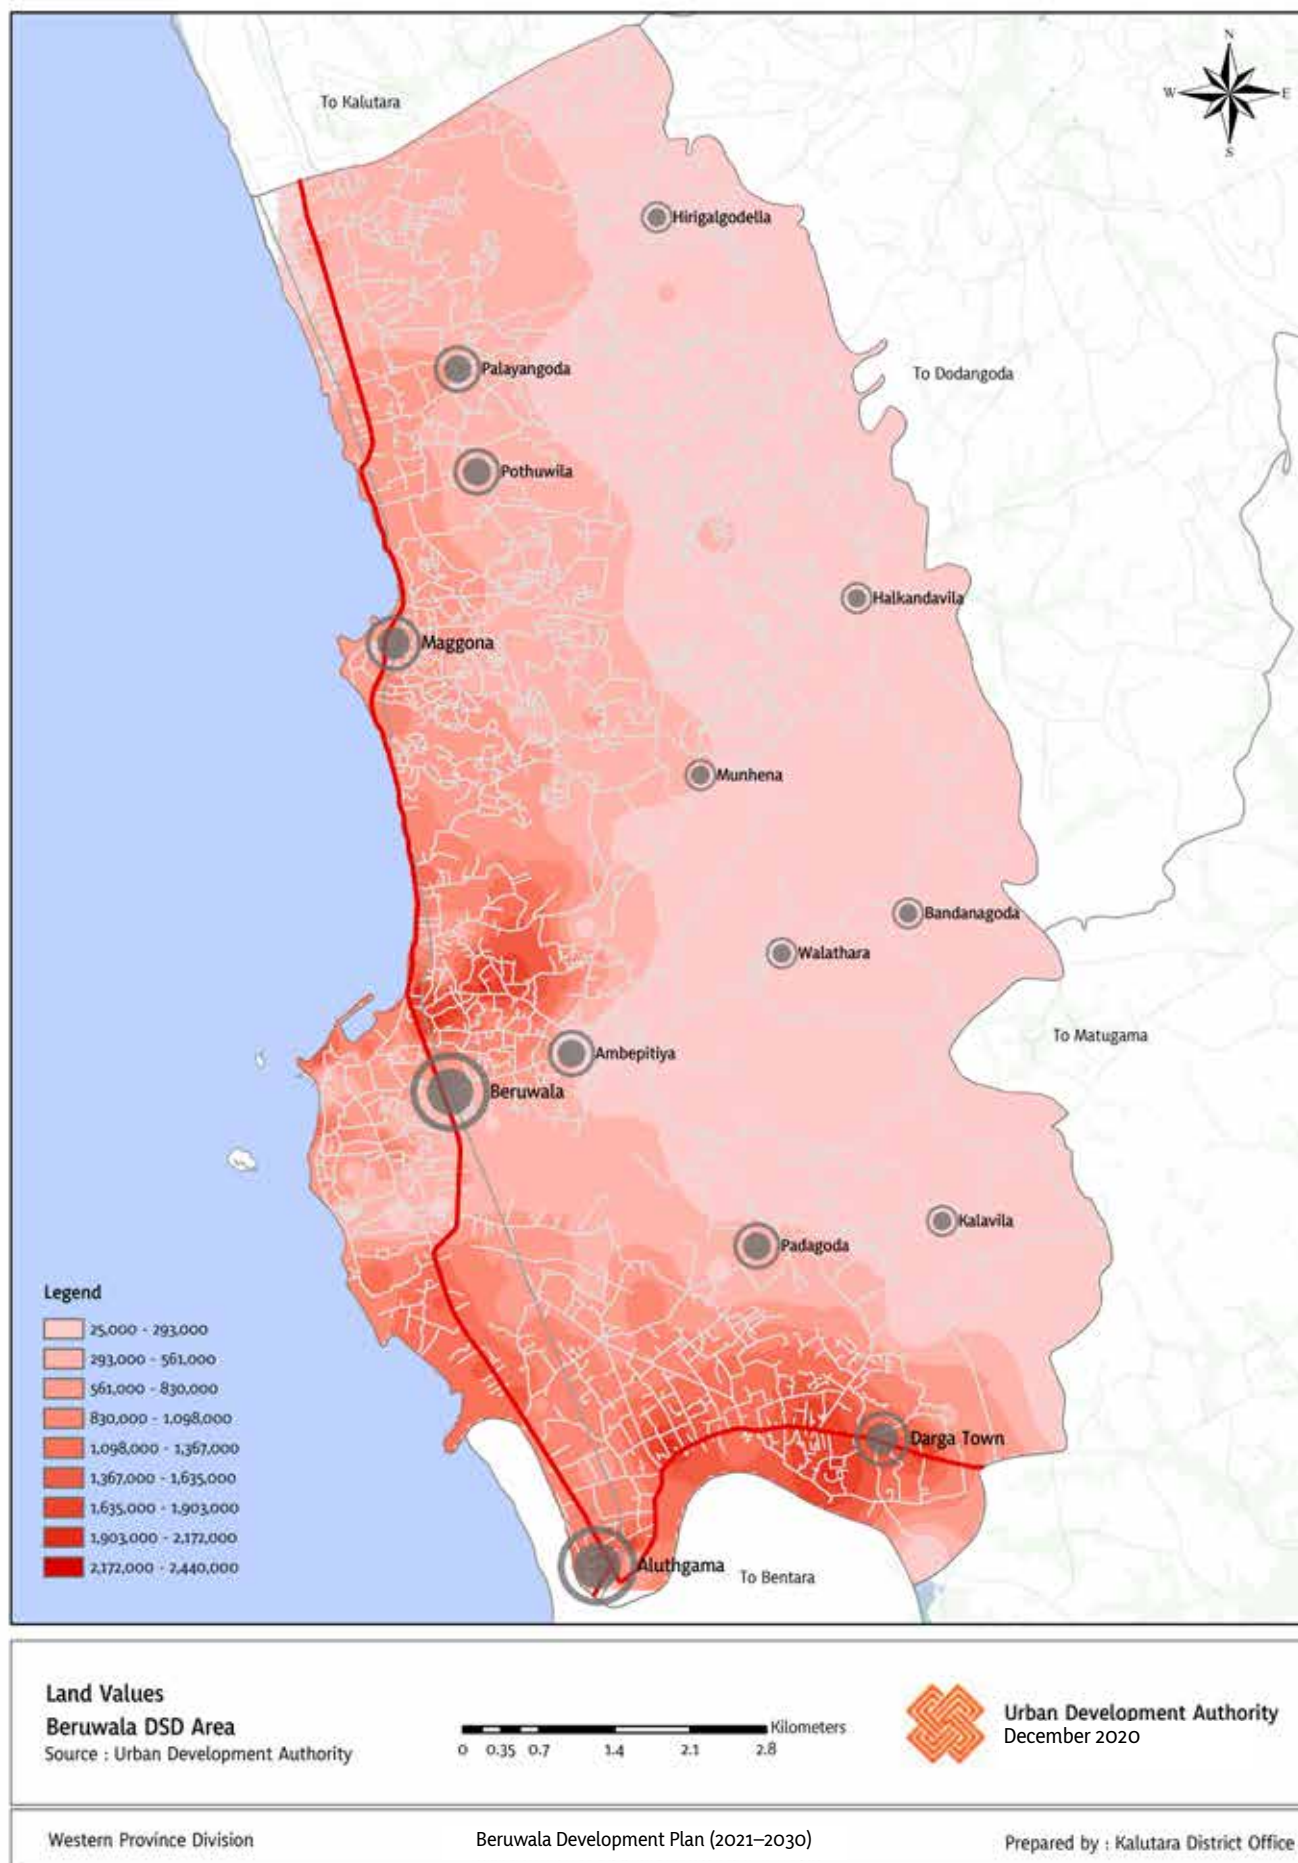 N
W
E
S
To Kalutara
Hirigalgodella
Palayangoda
To Dodangoda
Pothuwila
Halkandavila
Maggona
Munhena
Bandanagoda
Walathara
To Matugama
Ambepitiya
Beruwala
Kalavila
Padagoda
Darga Town
Aluthgama
To Bentara
Legend
25,000 - 293,000
293,000 - 561,000
561,000 - 830,000
830,000 - 1,098,000
1,098,000 - 1,367,000
1,367,000 - 1,635,000
1,635,000 - 1,903,000
1,903,000 - 2,172,000
2,172,000 - 2,440,000
Land Values
Beruwala DSD Area
Source : Urban Development Authority
Kilometers
0 0.35 0.7 1.4 2.1 2.8
Urban Development Authority
December 2020
Western Province Division
Beruwala Development Plan (2021–2030)
Prepared by : Kalutara District Office